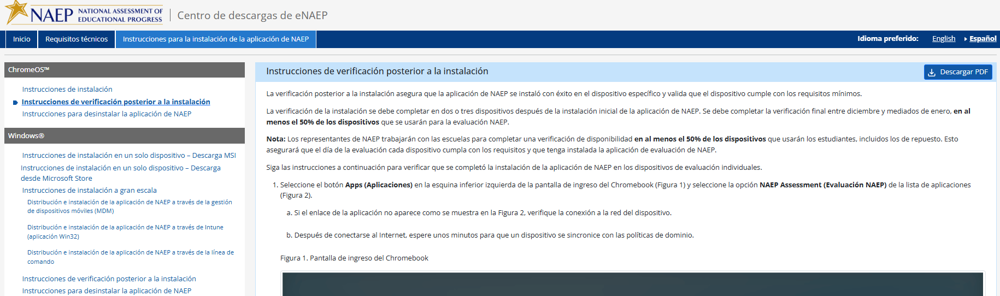 NAEP NATIONAL ASSESSMENT OF
EDUCATIONAL PROGRESS
Centro de descargas de eNAEP
Inicio
Requisitos técnicos
Instrucciones para la instalación de la aplicación de NAEP
Idioma preferido:
English
Español
ChromeOS™
Instrucciones de instalación
Instrucciones de verificación posterior a la instalación
Instrucciones para desinstalar la aplicación de NAEP
Windows®
Instrucciones de instalación en un solo dispositivo – Descarga MSI
Instrucciones de instalación en un solo dispositivo – Descarga
desde Microsoft Store
Instrucciones de instalación a gran escala
Distribución e instalación de la aplicación de NAEP a través de la gestión
de dispositivos móviles (MDM)
Distribución e instalación de la aplicación de NAEP a través de Intune
(aplicación Win32)
Distribución e instalación de la aplicación de NAEP a través de la línea de
comando
Instrucciones de verificación posterior a la instalación
Instrucciones para desinstalar la aplicación de NAEP
Instrucciones de verificación posterior a la instalación
Descargar PDF
La verificación posterior a la instalación asegura que la aplicación de NAEP se instaló con éxito en el dispositivo específico y valida que el dispositivo cumple con los requisitos mínimos.
La verificación de la instalación se debe completar en dos o tres dispositivos después de la instalación inicial de la aplicación de NAEP. Se debe completar la verificación final entre diciembre y mediados de enero, en al
menos el 50% de los dispositivos que se usarán para la evaluación NAEP.
Nota: Los representantes de NAEP trabajarán con las escuelas para completar una verificación de disponibilidad en al menos el 50% de los dispositivos que usarán los estudiantes, incluidos los de repuesto. Esto
asegurará que el día de la evaluación cada dispositivo cumpla con los requisitos y que tenga instalada la aplicación de evaluación de NAEP.
Siga las instrucciones a continuación para verificar que se completó la instalación de la aplicación de NAEP en los dispositivos de evaluación individuales.
1. Seleccione el botón Apps (Aplicaciones) en la esquina inferior izquierda de la pantalla de ingreso del Chromebook (Figura 1) y seleccione la opción NAEP Assessment (Evaluación NAEP) de la lista de aplicaciones
(Figura 2).
a. Si el enlace de la aplicación no aparece como se muestra en la Figura 2, verifique la conexión a la red del dispositivo.
b. Después de conectarse al Internet, espere unos minutos para que un dispositivo se sincronice con las políticas de dominio.
Figura 1. Pantalla de ingreso del Chromebook